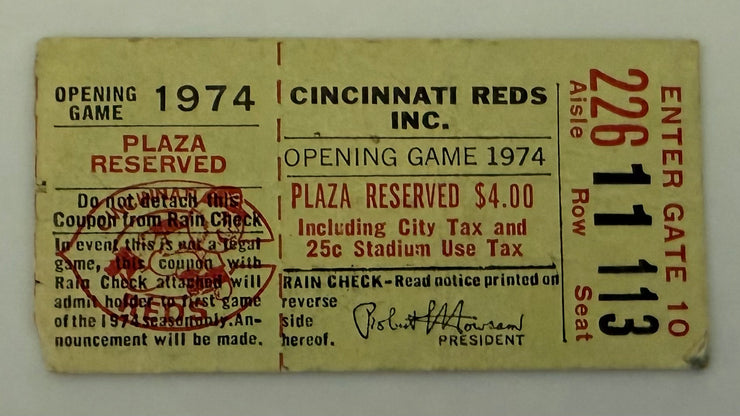 OPENING GAME 1974
PLAZA
RESERVED
Do not detach this
Coupon from Rain Check
In event this is not a legal
game, this coupon with
Rain Check attached will
admit holder to first game
of the 1974 season only. An-
nouncement will be made.
CINCINNATI
REDS
CINCINNATI REDS
INC.
OPENING GAME 1974
PLAZA RESERVED $4.00
Including City Tax and
25c Stadium Use Tax
RAIN CHECK-Read notice printed on
reverse
side
hereof.
Robert L Howsam
PRESIDENT
226 11 113
Aisle Row Seat
ENTER GATE 10